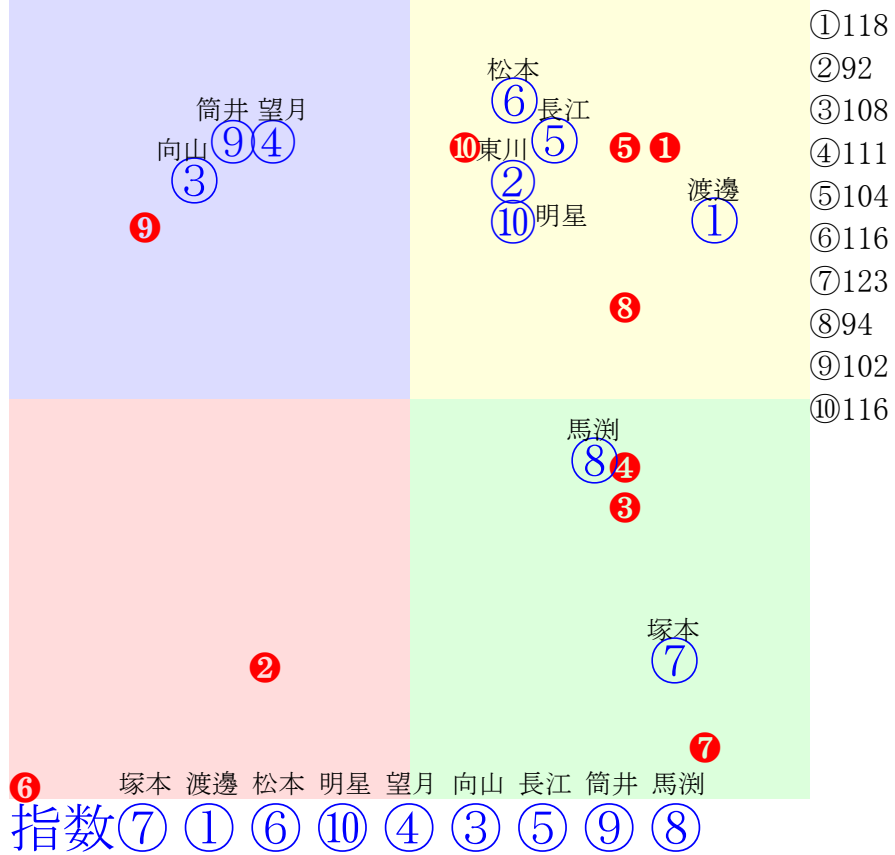 ①118
松本
②92
⑥
筒井 望月
長江
③108
⑨④
⑤
向山
❿東川
❺ ❶
④111
③
②
渡邊
⑤104
❾
⑩明星
①
⑥116
⑦123
❽
⑧94
⑨102
⑩116
馬渕
⑧❹
❸
塚本
⑦
❷
❼
❻
塚本 渡邊 松本 明星 望月 向山 長江 筒井 馬渕
指数⑦①⑥⑩④③⑤⑨⑧